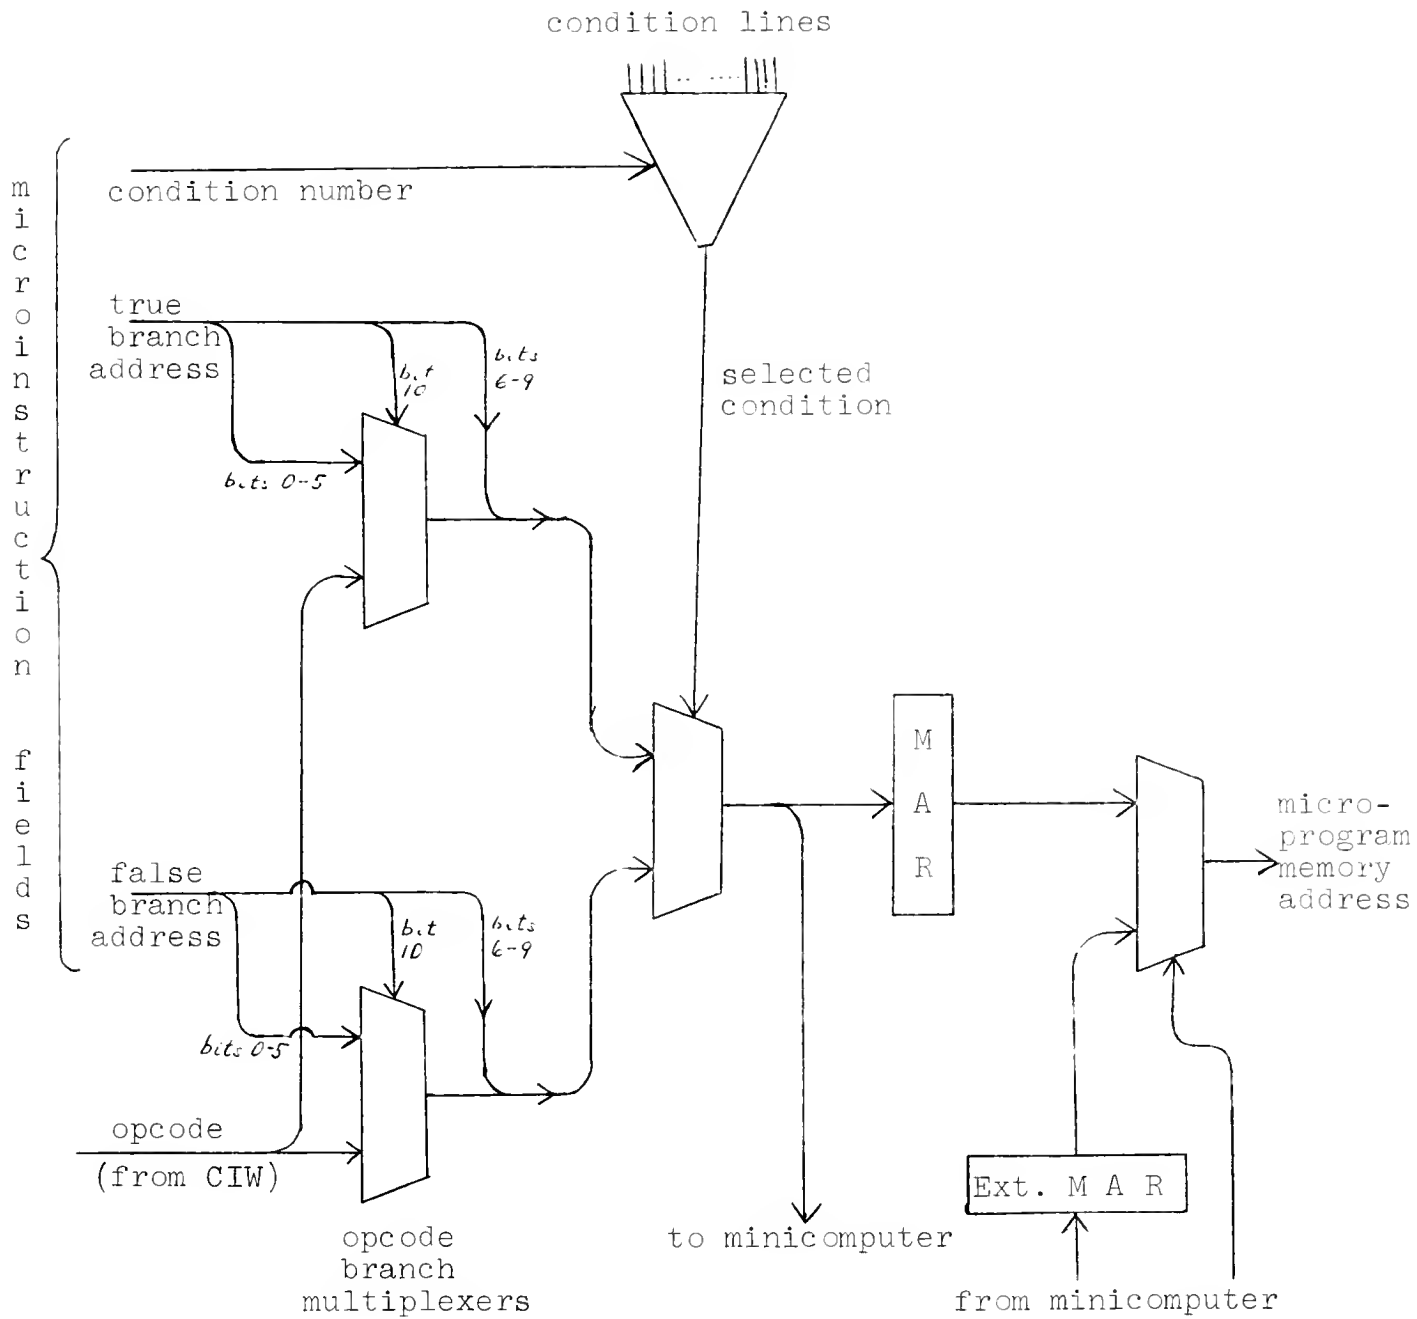 condition lines
condition number
microinstruction fields
true
branch
address
bit
10
bits
6-9
bits 0-5
selected
condition
M
A
R
micro-
program
memory
address
false
branch
address
bit
10
bits
6-9
bits 0-5
opcode
(from CIW)
Ext. M A R
opcode
branch
multiplexers
to minicomputer
from minicomputer